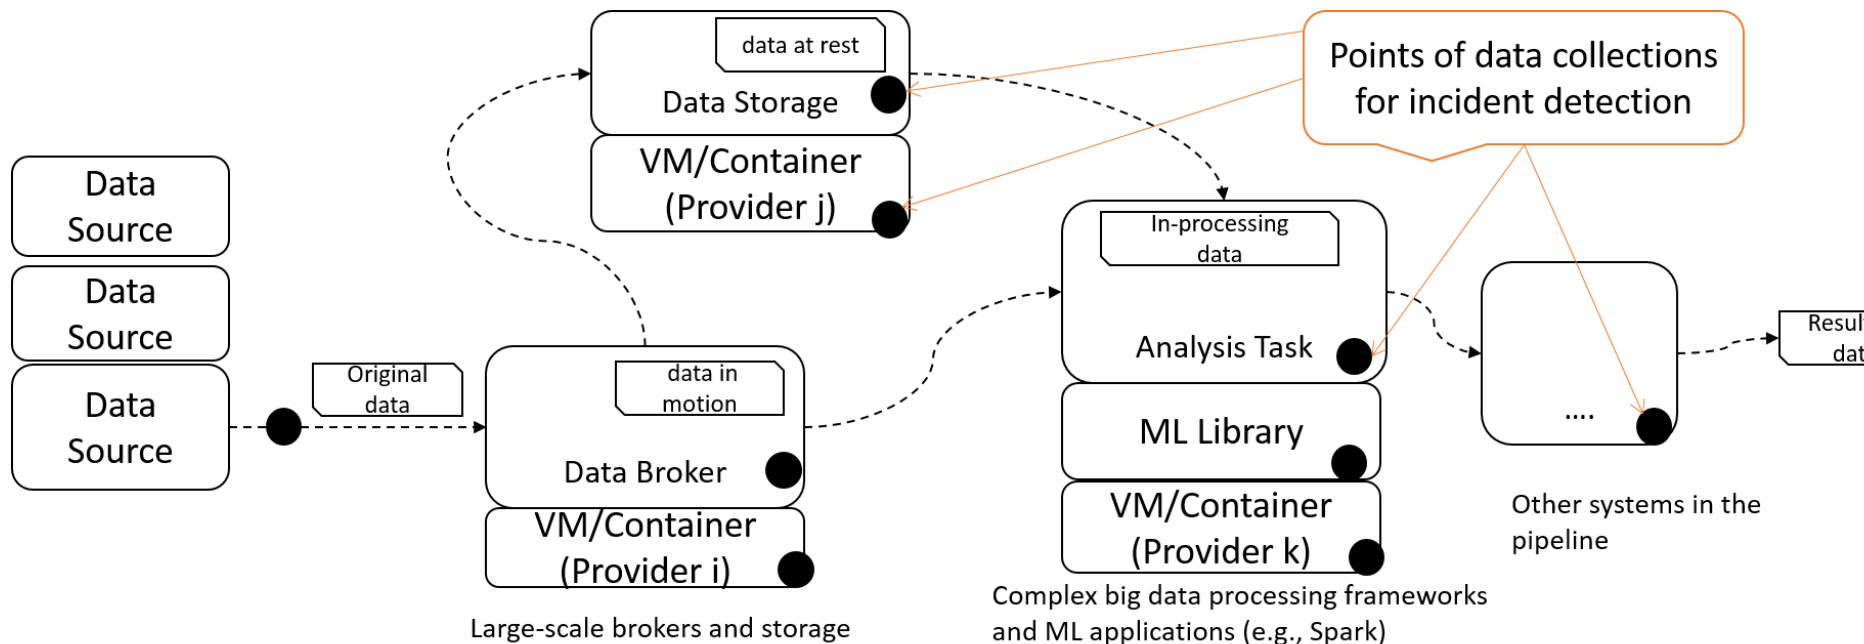 data at rest
Data Storage
VM/Container
(Provider j)
Points of data collections
for incident detection
Data
Source
Data
Source
Data
Source
Original
data
data in
motion
Data Broker
VM/Container
(Provider i)
Large-scale brokers and storage
In-processing
data
Analysis Task
ML Library
VM/Container
(Provider k)
Complex big data processing frameworks
and ML applications (e.g., Spark)
....
Other systems in the
pipeline
Result
dat